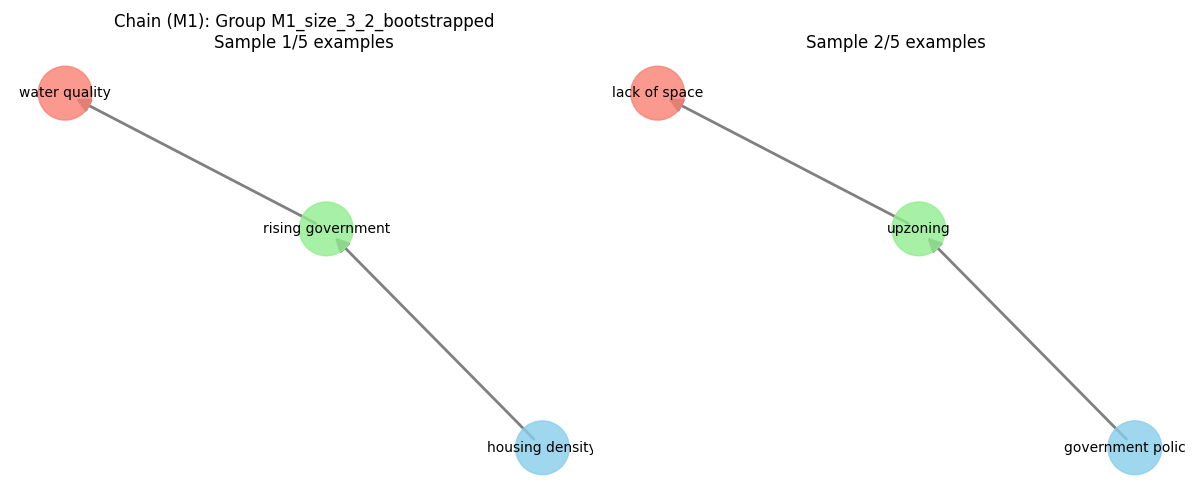 Chain (M1): Group M1_size_3_2_bootstrapped
Sample 1/5 examples
water quality
rising government
housing density
Sample 2/5 examples
lack of space
upzoning
government polic